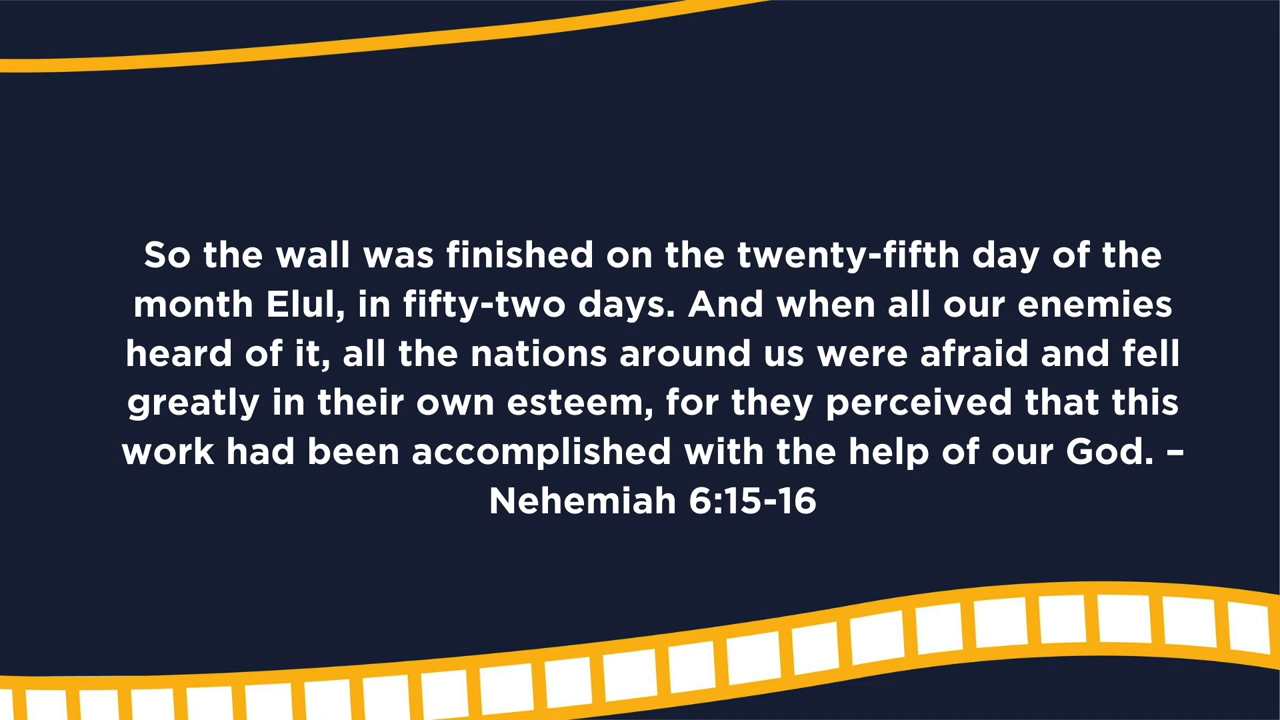 So the wall was finished on the twenty-fifth day of the
month Elul, in fifty-two days. And when all our enemies
heard of it, all the nations around us were afraid and fell
greatly in their own esteem, for they perceived that this
work had been accomplished with the help of our God. –
Nehemiah 6:15-16